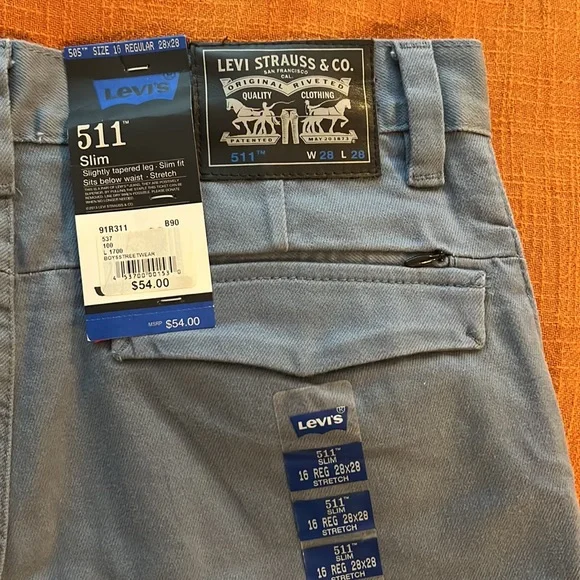 505™ SIZE 16 REGULAR 28x28
Levi's
511™
Slim
Slightly tapered leg · Slim fit
Sits below waist · Stretch
91R311 B90
537
100
L 1700
BOYS STREETWEAR
$54.00
MSRP $54.00
LEVI STRAUSS & CO.
SAN FRANCISCO
CAL.
ORIGINAL RIVETED
QUALITY CLOTHING
PATENTED MAY 20 1873
511™ W 28 L 28
Levi's
511™
SLIM
16 REG 28x28
STRETCH
511™
SLIM
16 REG 28x28
STRETCH
511™
SLIM
16 REG 28x28
STRETCH